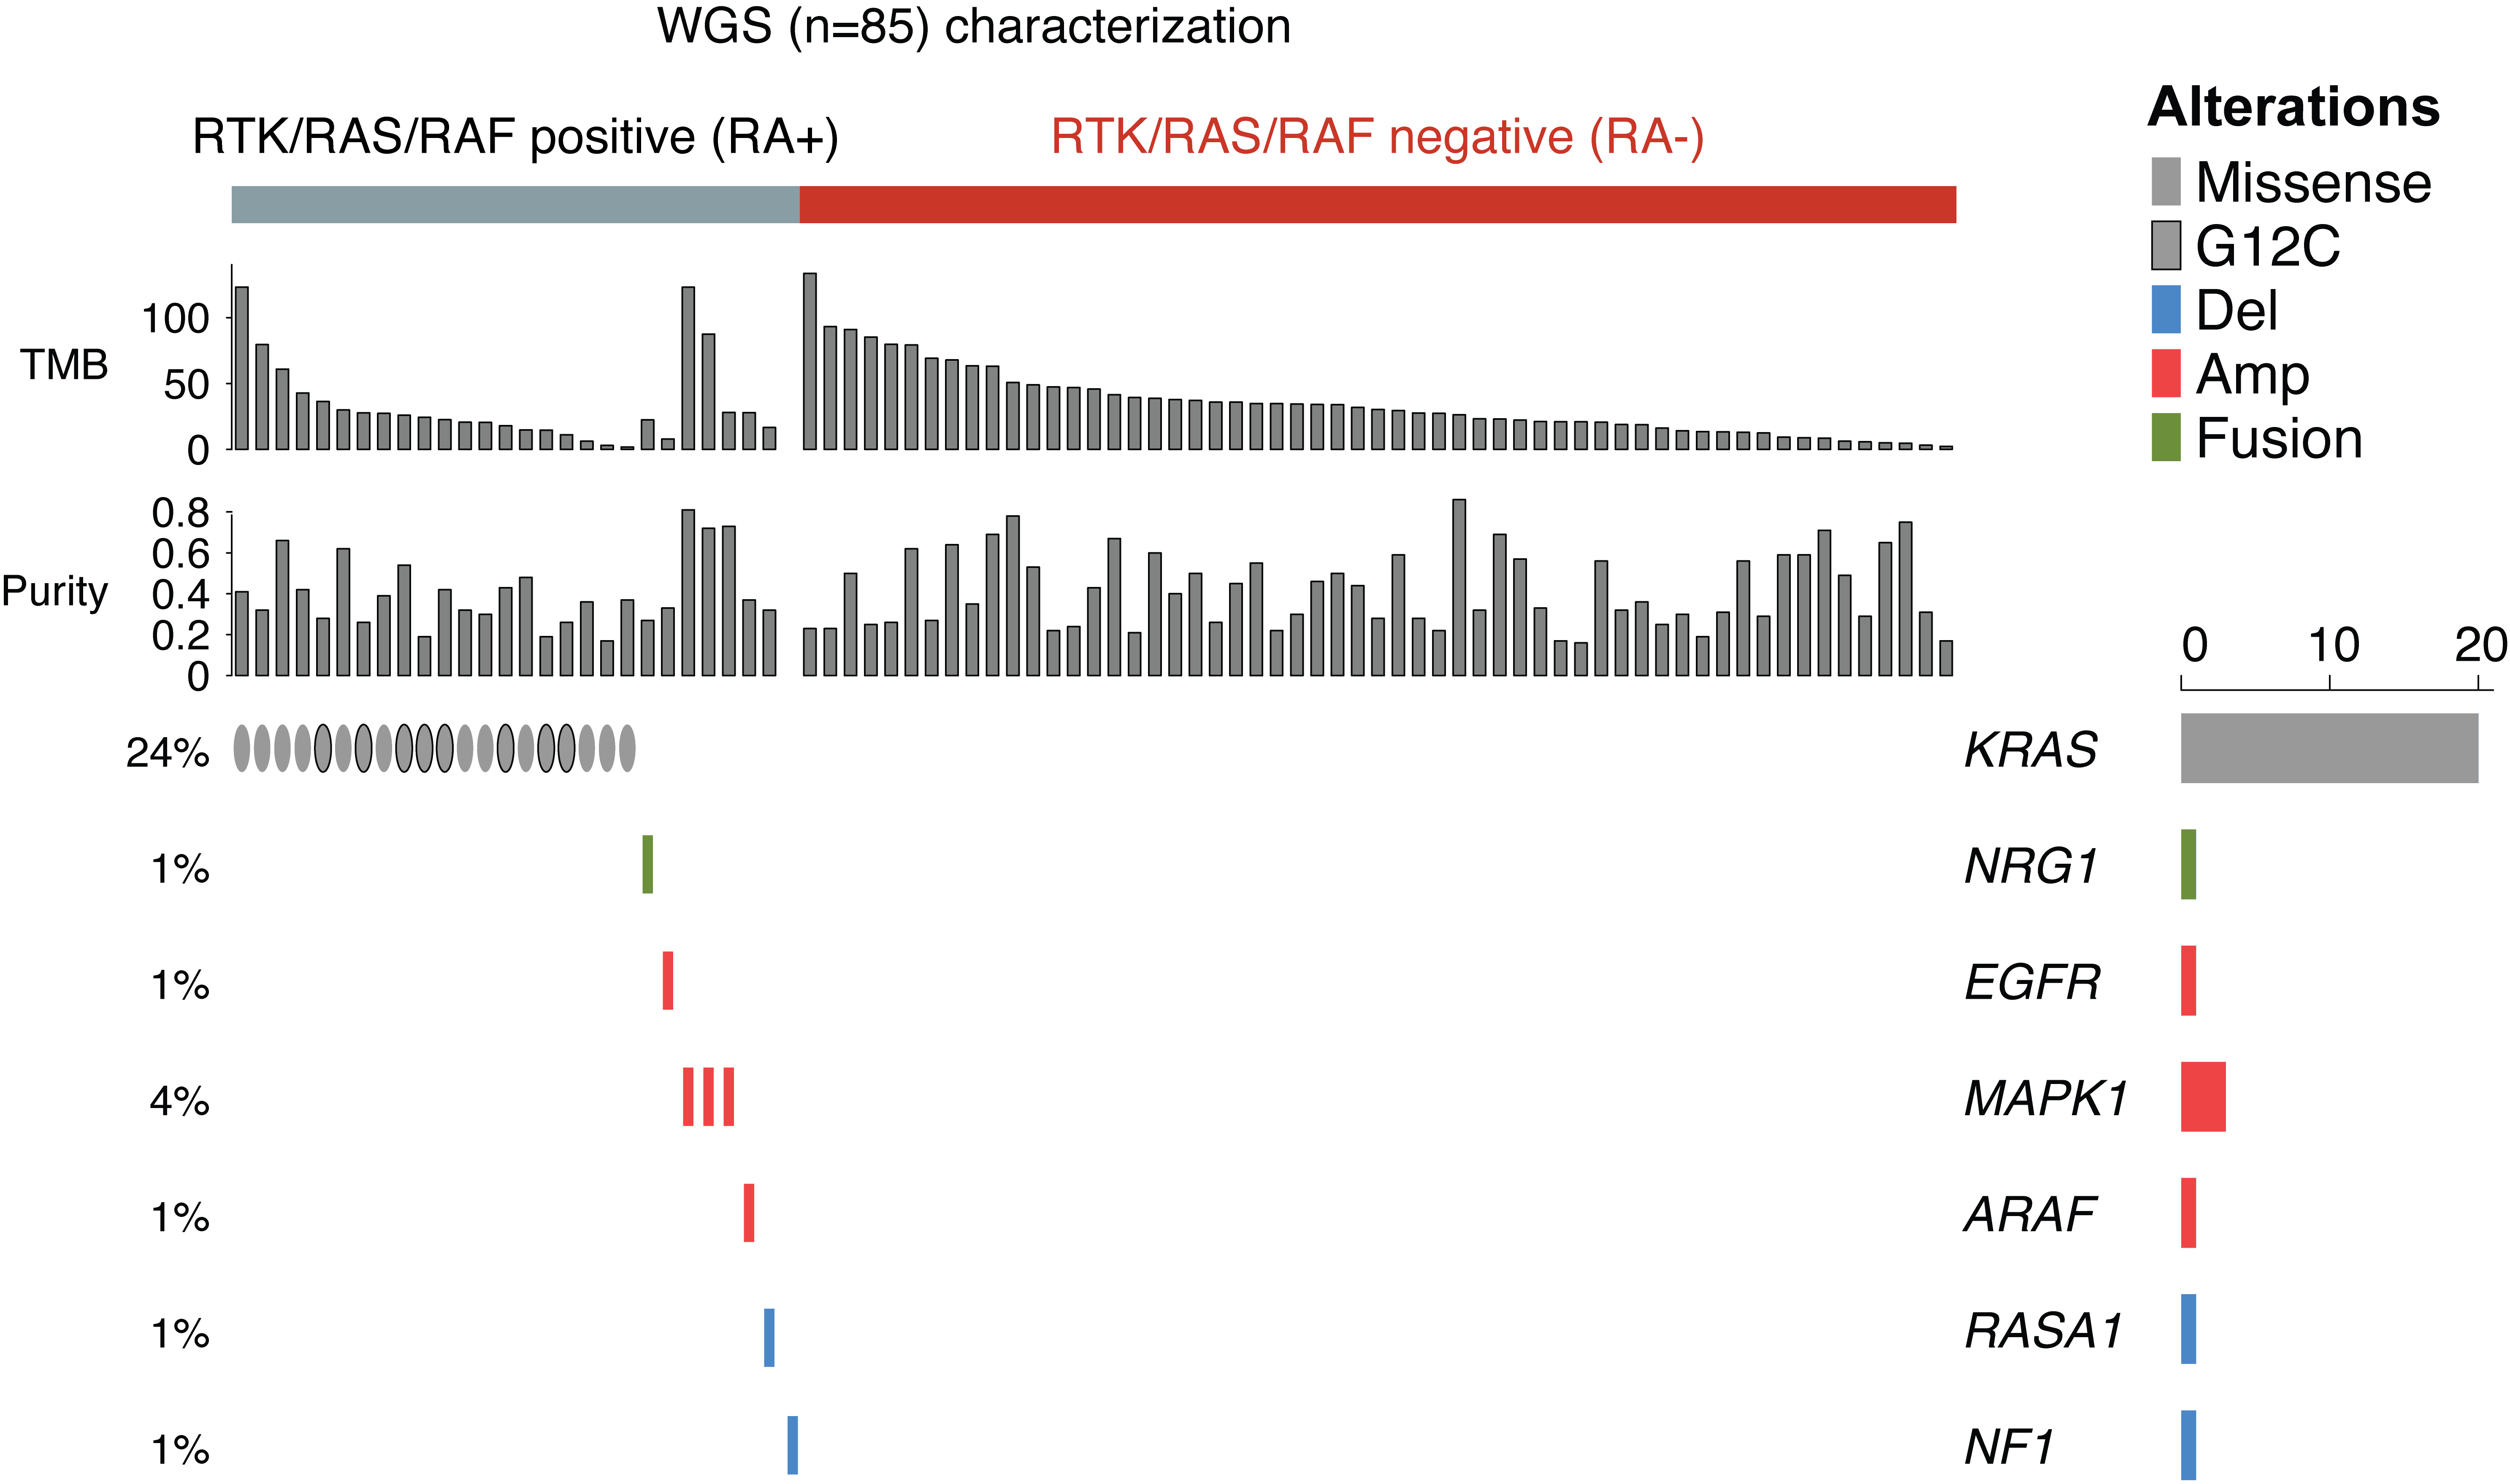 WGS (n=85) characterization
RTK/RAS/RAF positive (RA+)
RTK/RAS/RAF negative (RA-)
Alterations
Missense
G12C
Del
Amp
Fusion
TMB
100
50
0
Purity
0.8
0.6
0.4
0.2
0
0 10 20
24% KRAS
1% NRG1
1% EGFR
4% MAPK1
1% ARAF
1% RASA1
1% NF1